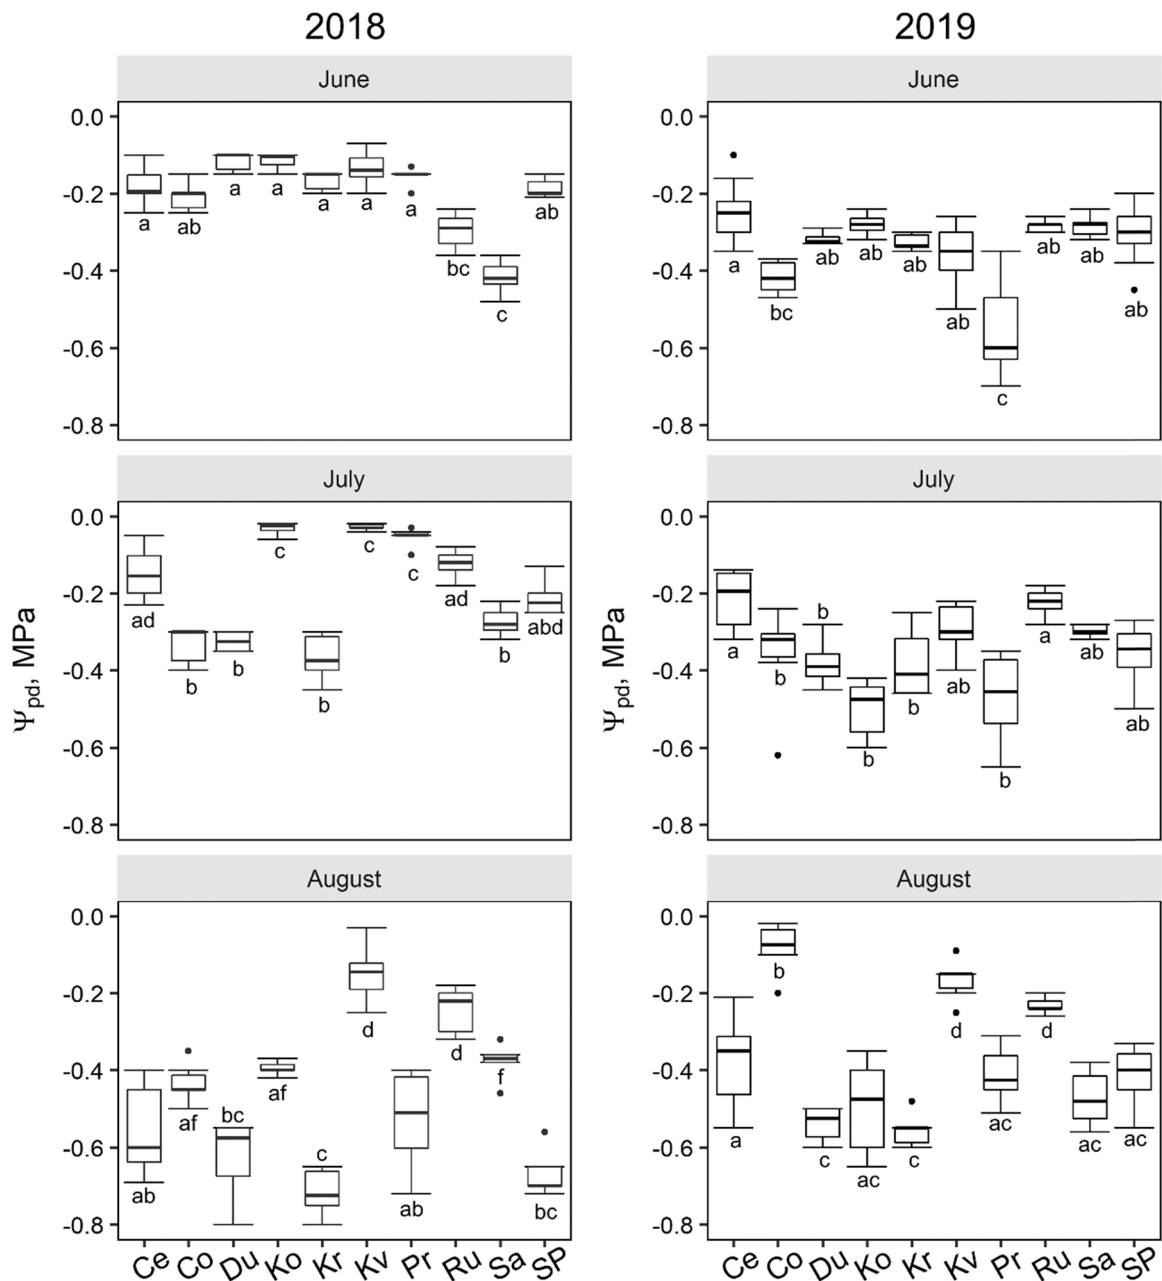 2018 2019
June June
0.0 0.0
-0.2 -0.2
-0.4 -0.4
-0.6 -0.6
-0.8 -0.8
a ab a a a a a bc c ab
a bc ab ab ab ab c ab ab ab
July July
0.0 0.0
-0.2 -0.2
-0.4 -0.4
-0.6 -0.6
-0.8 -0.8
ad b b c b c c ad b abd
a b b b b ab b a ab ab
Ψpd, MPa Ψpd, MPa
August August
0.0 0.0
-0.2 -0.2
-0.4 -0.4
-0.6 -0.6
-0.8 -0.8
ab af bc af c d ab d f bc
a b c ac c d ac d ac ac
Ce Co Du Ko Kr Kv Pr Ru Sa SP
Ce Co Du Ko Kr Kv Pr Ru Sa SP